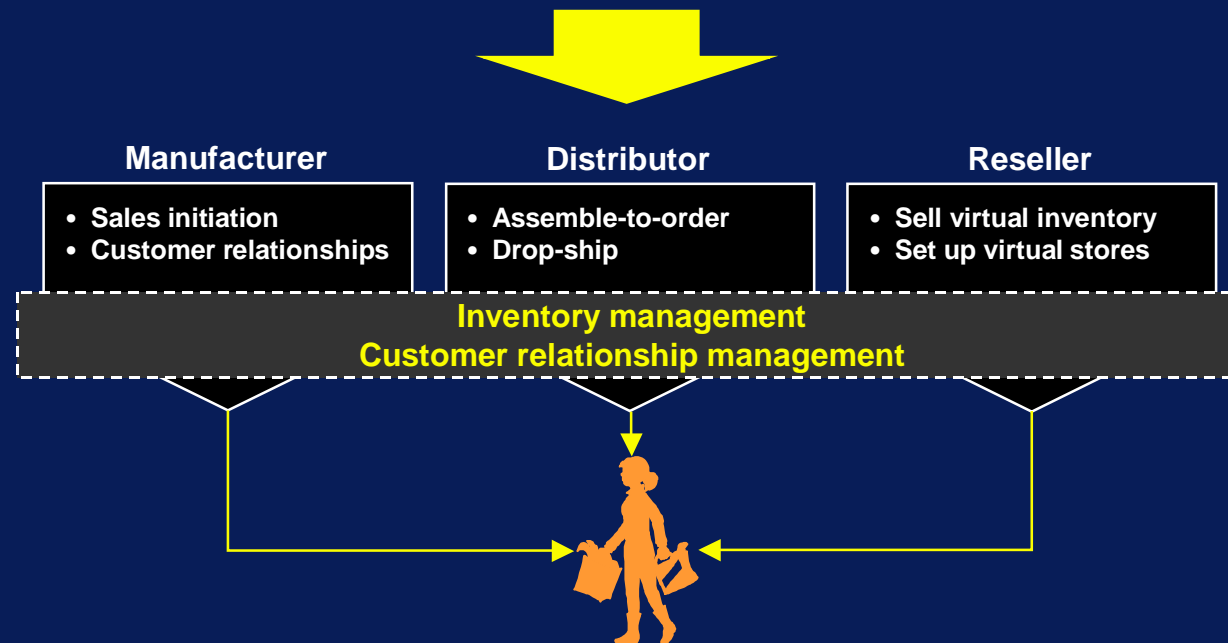 Manufacturer
• Sales initiation
• Customer relationships
Distributor
• Assemble-to-order
• Drop-ship
Reseller
• Sell virtual inventory
• Set up virtual stores
Inventory management
Customer relationship management